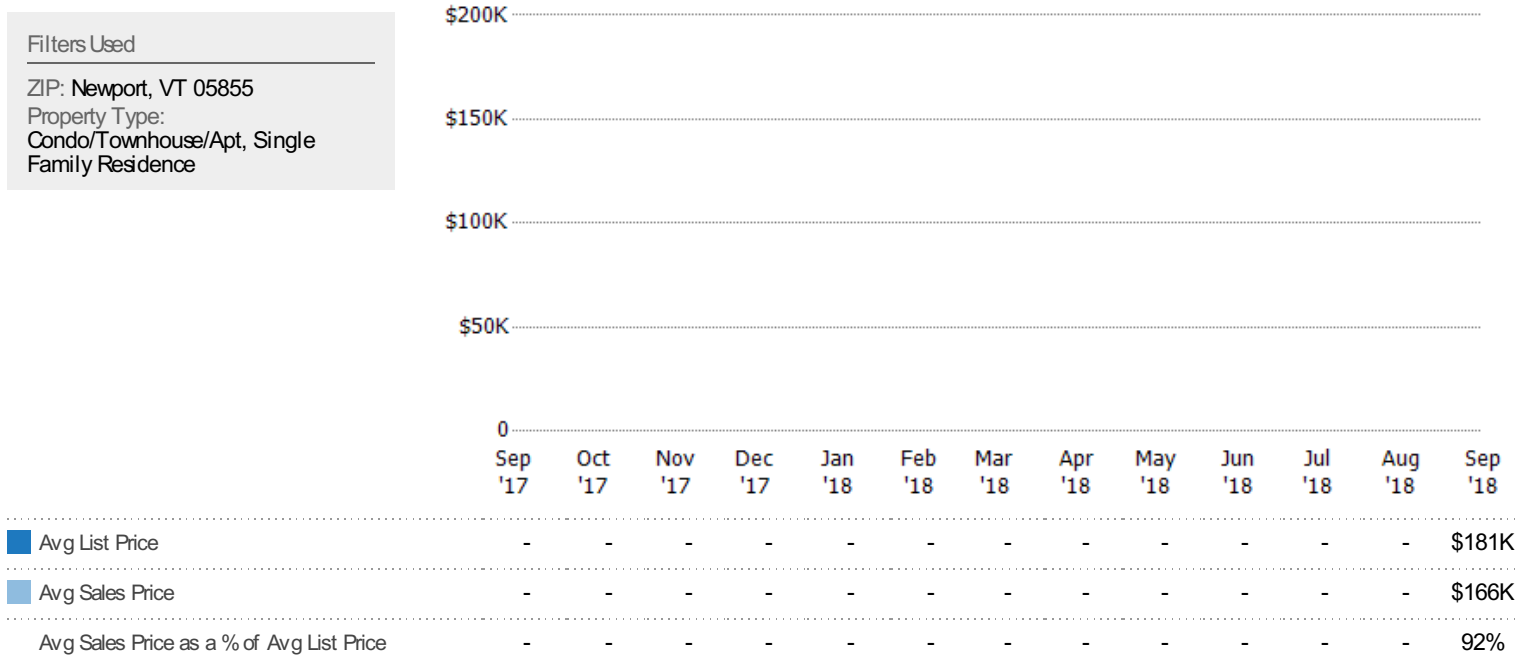 Filters Used
ZIP: Newport, VT 05855
Property Type:
Condo/Townhouse/Apt, Single
Family Residence
$200K
$150K
$100K
$50K
0
Sep Oct Nov Dec Jan Feb Mar Apr May Jun Jul Aug Sep
'17 '17 '17 '17 '18 '18 '18 '18 '18 '18 '18 '18 '18
Avg List Price - - - - - - - - - - - - $181K
Avg Sales Price - - - - - - - - - - - - $166K
Avg Sales Price as a % of Avg List Price - - - - - - - - - - - - 92%